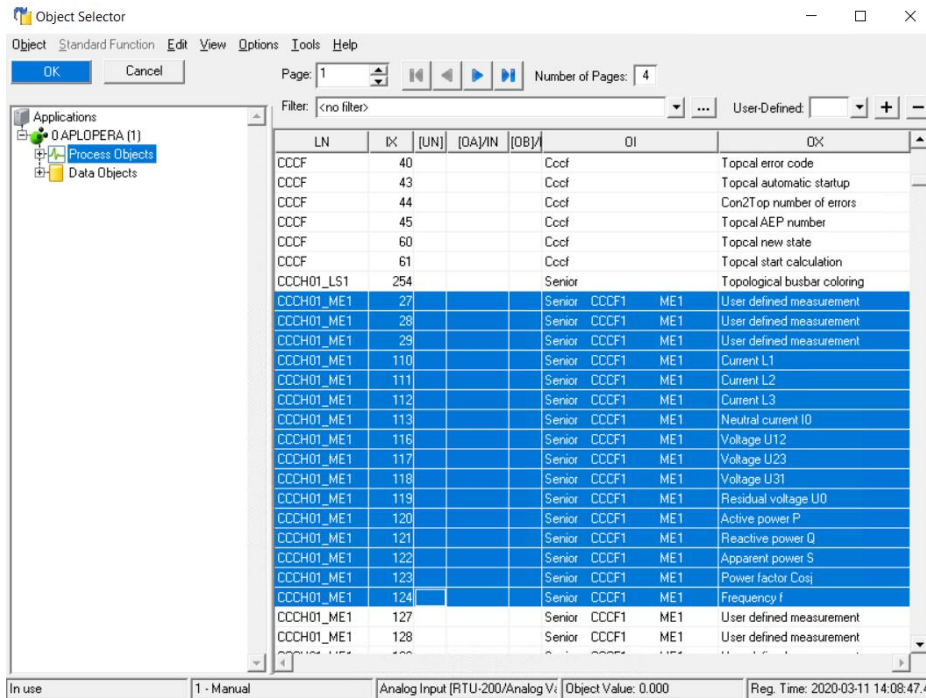 Object Selector
Object Standard Function Edit View Options Tools Help
OK Cancel Page: 1 Number of Pages: 4
Filter: <no filter> ... User-Defined: + −
Applications
0 APLOPERA (1)
Process Objects
Data Objects
LN IX [UN] [OA]/IN [OB]/ OI OX
CCCF 40 Cccf Topcal error code
CCCF 43 Cccf Topcal automatic startup
CCCF 44 Cccf Con2Top number of errors
CCCF 45 Cccf Topcal AEP number
CCCF 60 Cccf Topcal new state
CCCF 61 Cccf Topcal start calculation
CCCH01_LS1 254 Senior Topological busbar coloring
CCCH01_ME1 27 Senior CCCF1 ME1 User defined measurement
CCCH01_ME1 28 Senior CCCF1 ME1 User defined measurement
CCCH01_ME1 29 Senior CCCF1 ME1 User defined measurement
CCCH01_ME1 110 Senior CCCF1 ME1 Current L1
CCCH01_ME1 111 Senior CCCF1 ME1 Current L2
CCCH01_ME1 112 Senior CCCF1 ME1 Current L3
CCCH01_ME1 113 Senior CCCF1 ME1 Neutral current I0
CCCH01_ME1 116 Senior CCCF1 ME1 Voltage U12
CCCH01_ME1 117 Senior CCCF1 ME1 Voltage U23
CCCH01_ME1 118 Senior CCCF1 ME1 Voltage U31
CCCH01_ME1 119 Senior CCCF1 ME1 Residual voltage U0
CCCH01_ME1 120 Senior CCCF1 ME1 Active power P
CCCH01_ME1 121 Senior CCCF1 ME1 Reactive power Q
CCCH01_ME1 122 Senior CCCF1 ME1 Apparent power S
CCCH01_ME1 123 Senior CCCF1 ME1 Power factor Cosj
CCCH01_ME1 124 Senior CCCF1 ME1 Frequency f
CCCH01_ME1 127 Senior CCCF1 ME1 User defined measurement
CCCH01_ME1 128 Senior CCCF1 ME1 User defined measurement
In use 1 - Manual Analog Input [RTU-200/Analog Va Object Value: 0.000 Reg. Time: 2020-03-11 14:08:47.4